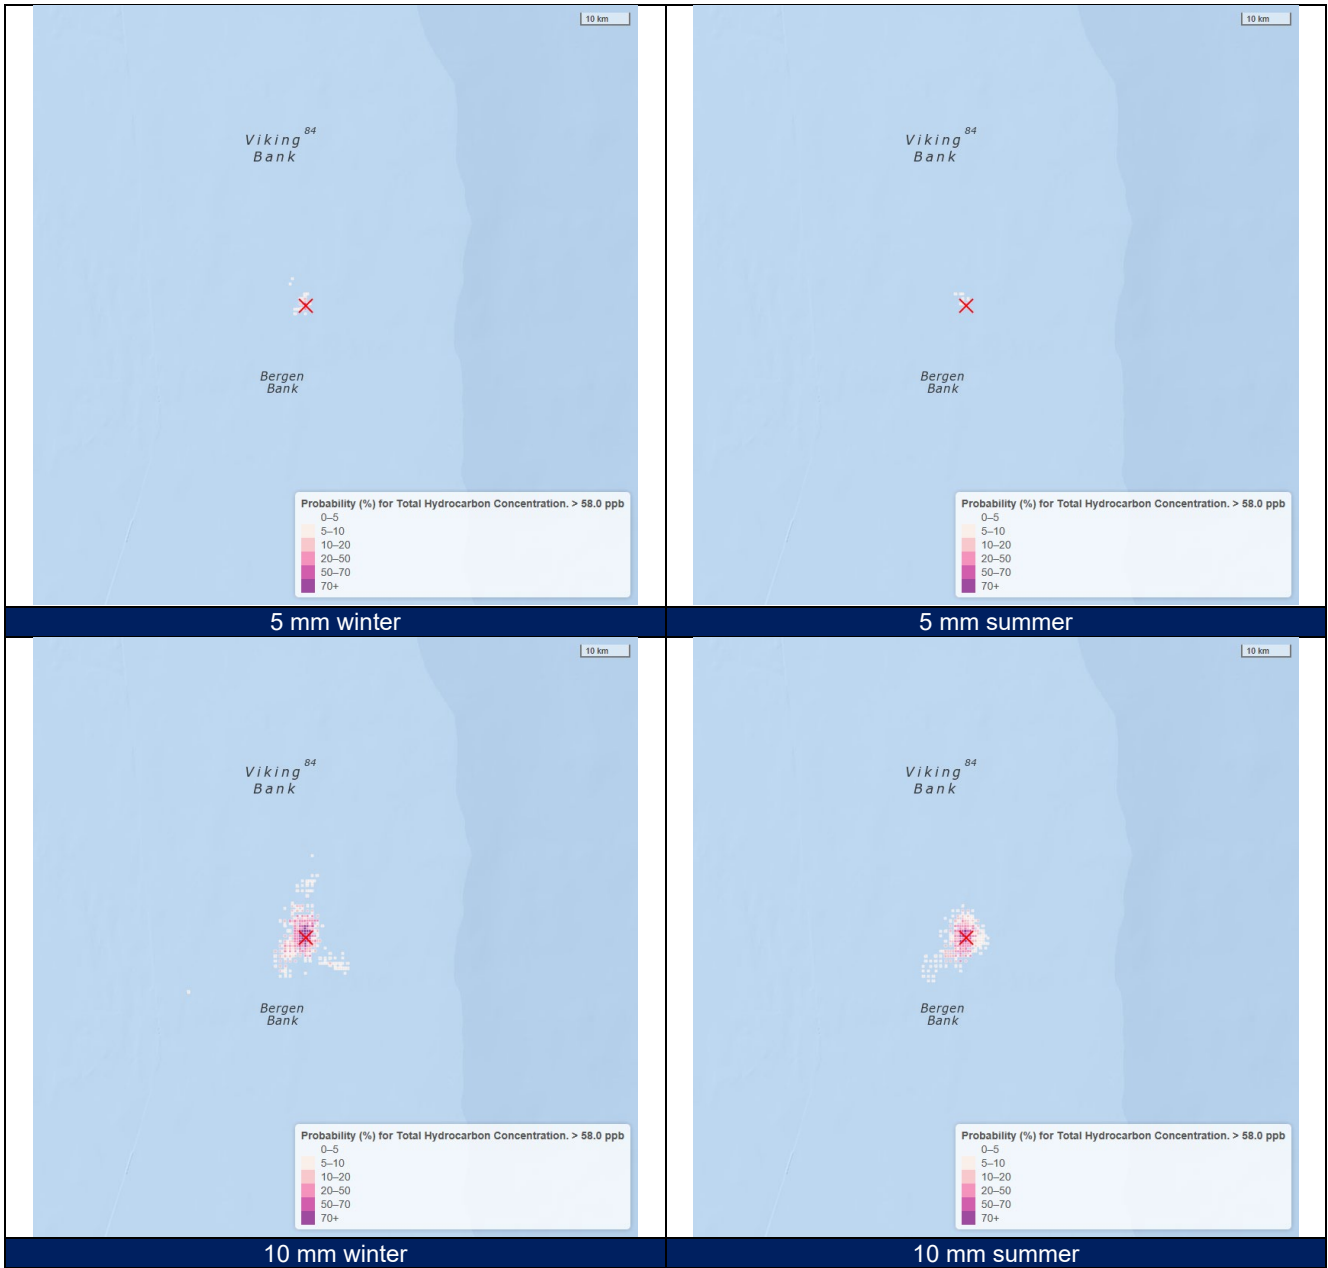 10 km
Viking 84
Bank
Bergen
Bank
Probability (%) for Total Hydrocarbon Concentration. > 58.0 ppb
0–5
5–10
10–20
20–50
50–70
70+
5 mm winter
10 km
Viking 84
Bank
Bergen
Bank
Probability (%) for Total Hydrocarbon Concentration. > 58.0 ppb
0–5
5–10
10–20
20–50
50–70
70+
5 mm summer
10 km
Viking 84
Bank
Bergen
Bank
Probability (%) for Total Hydrocarbon Concentration. > 58.0 ppb
0–5
5–10
10–20
20–50
50–70
70+
10 mm winter
10 km
Viking 84
Bank
Bergen
Bank
Probability (%) for Total Hydrocarbon Concentration. > 58.0 ppb
0–5
5–10
10–20
20–50
50–70
70+
10 mm summer